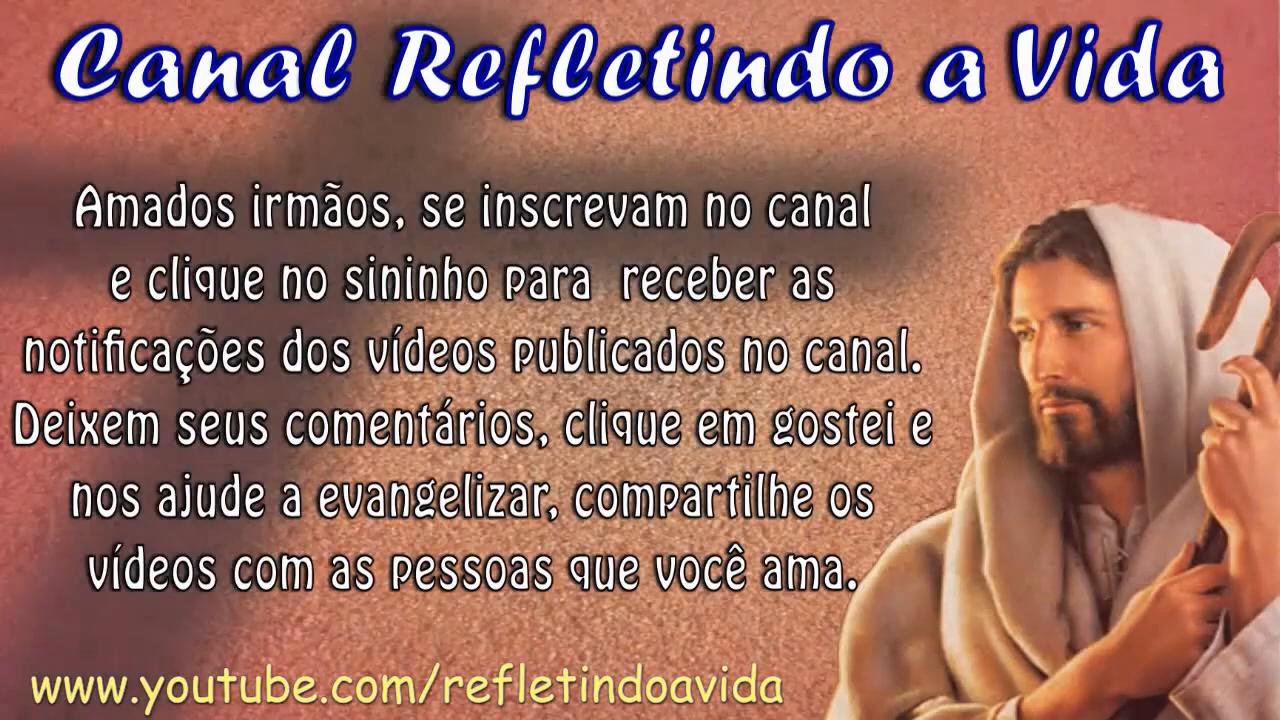 Canal Refletindo a Vida
Amados irmãos, se inscrevam no canal
e clique no sininho para receber as
notificações dos vídeos publicados no canal.
Deixem seus comentários, clique em gostei e
nos ajude a evangelizar, compartilhe os
vídeos com as pessoas que você ama.
www.youtube.com/refletindoavida